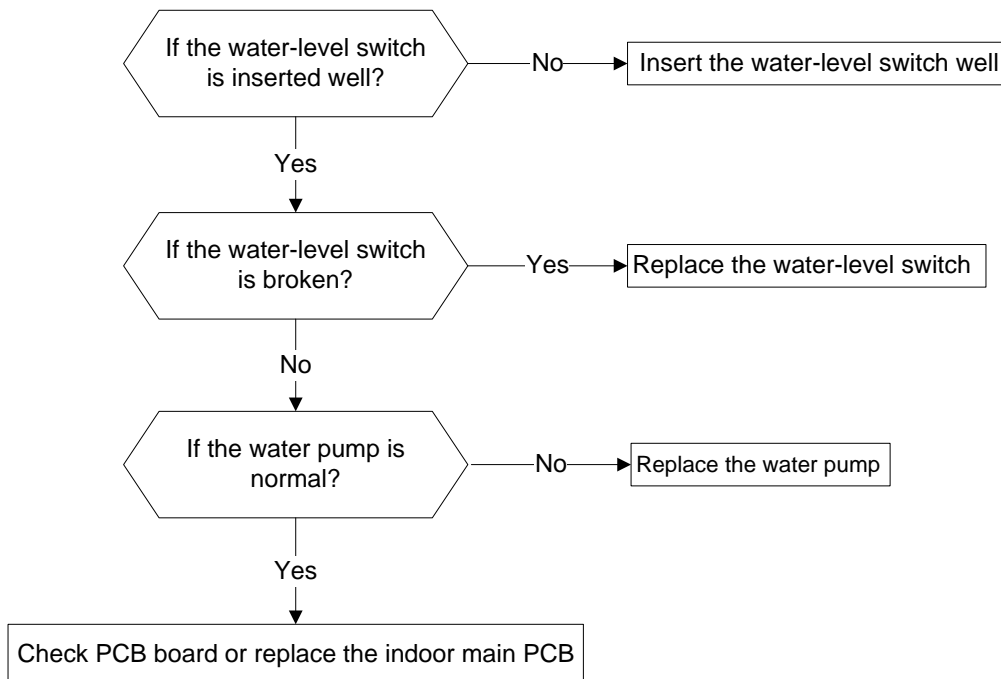 If the water-level switch
is inserted well?
No
Insert the water-level switch well
Yes
If the water-level switch
is broken?
Yes
Replace the water-level switch
No
If the water pump is
normal?
No
Replace the water pump
Yes
Check PCB board or replace the indoor main PCB